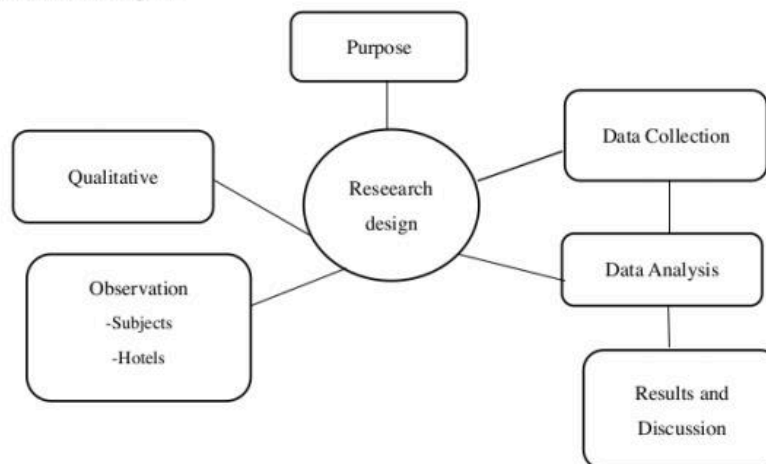 Purpose
Data Collection
Qualitative
Reseearch
design
Data Analysis
Observation
-Subjects
-Hotels
Results and
Discussion